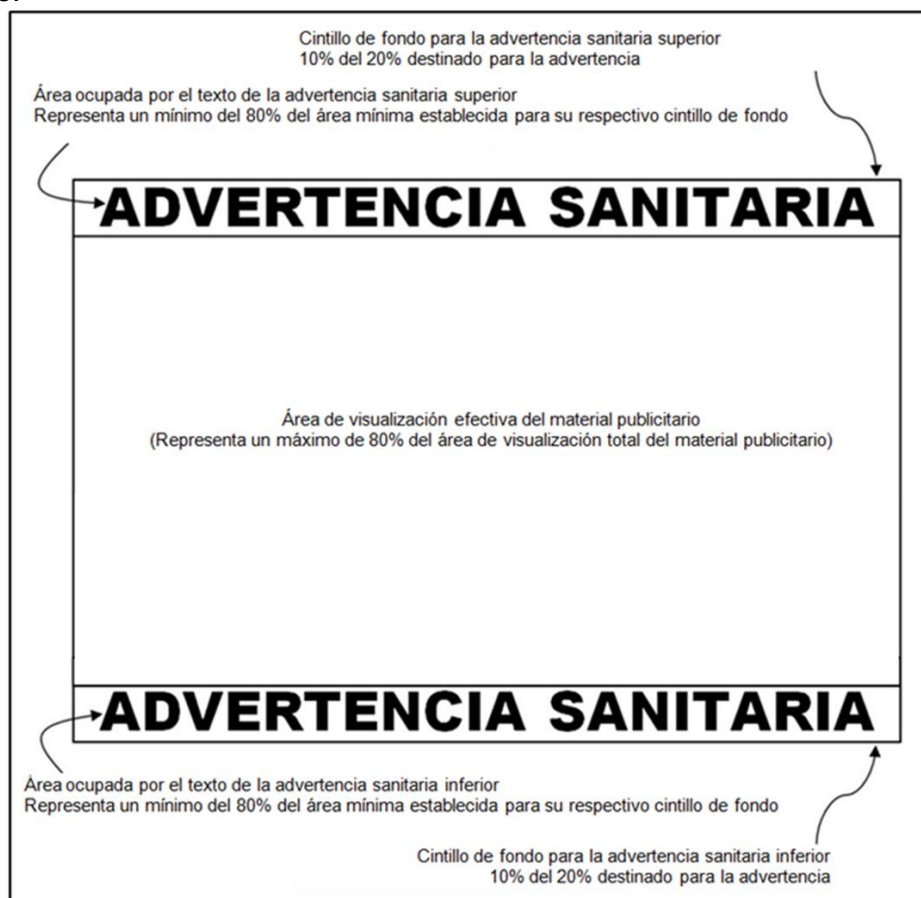 Cintillo de fondo para la advertencia sanitaria superior
10% del 20% destinado para la advertencia
Área ocupada por el texto de la advertencia sanitaria superior
Representa un mínimo del 80% del área mínima establecida para su respectivo cintillo de fondo
ADVERTENCIA SANITARIA
Área de visualización efectiva del material publicitario
(Representa un máximo de 80% del área de visualización total del material publicitario)
ADVERTENCIA SANITARIA
Área ocupada por el texto de la advertencia sanitaria inferior
Representa un mínimo del 80% del área mínima establecida para su respectivo cintillo de fondo
Cintillo de fondo para la advertencia sanitaria inferior
10% del 20% destinado para la advertencia